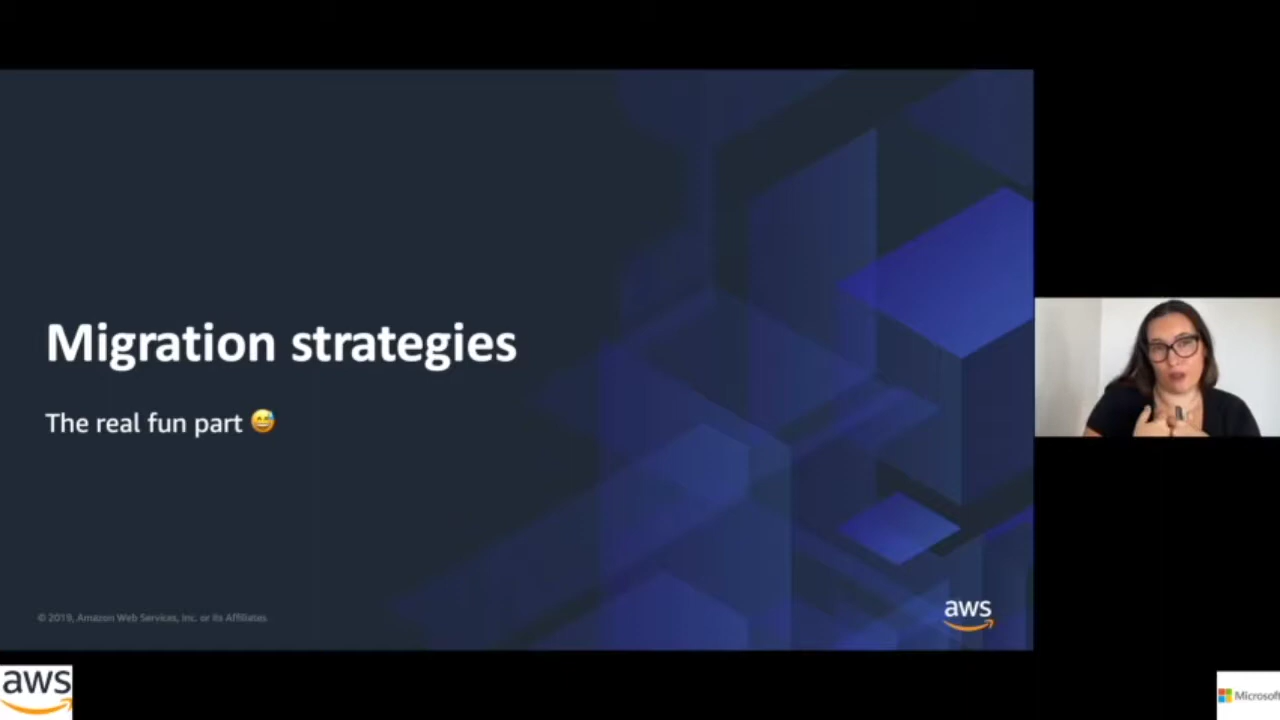 Migration strategies
The real fun part 😅
© 2019, Amazon Web Services, Inc. or its Affiliates.
aws
aws
Microsoft